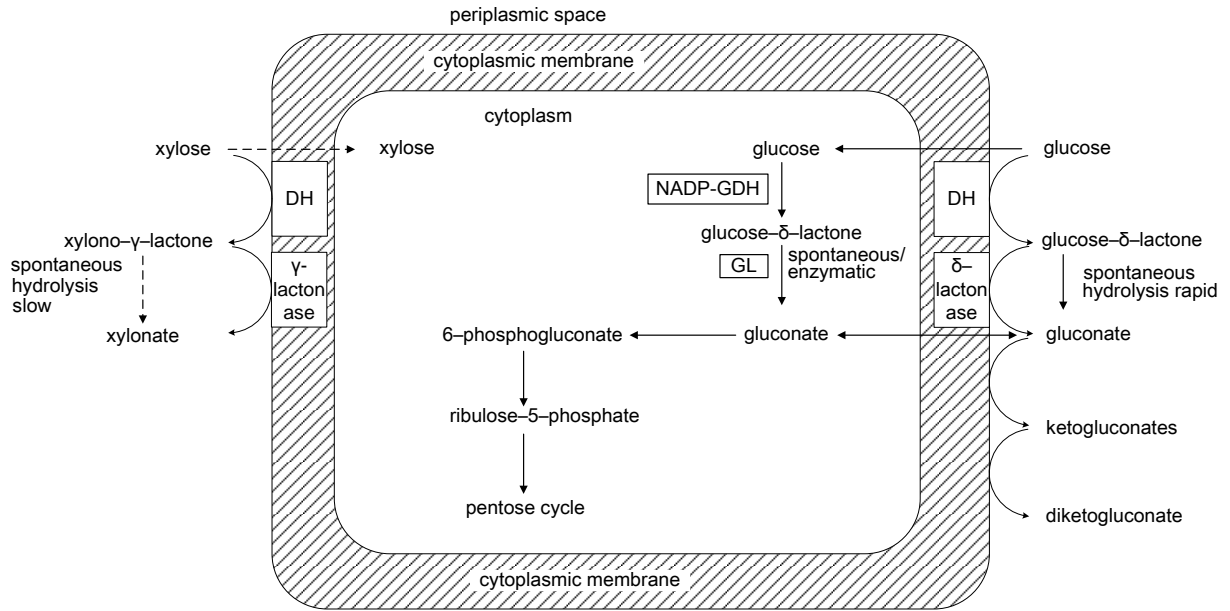 periplasmic space
cytoplasmic membrane
cytoplasm
xylose
xylose
glucose
glucose
DH
NADP-GDH
DH
xylono–γ–lactone
glucose–δ–lactone
glucose–δ–lactone
spontaneous
hydrolysis
slow
γ-
lacton
ase
GL
spontaneous/
enzymatic
δ–
lacton
ase
spontaneous
hydrolysis rapid
xylonate
6–phosphogluconate
gluconate
gluconate
ribulose–5–phosphate
ketogluconates
pentose cycle
diketogluconate
cytoplasmic membrane